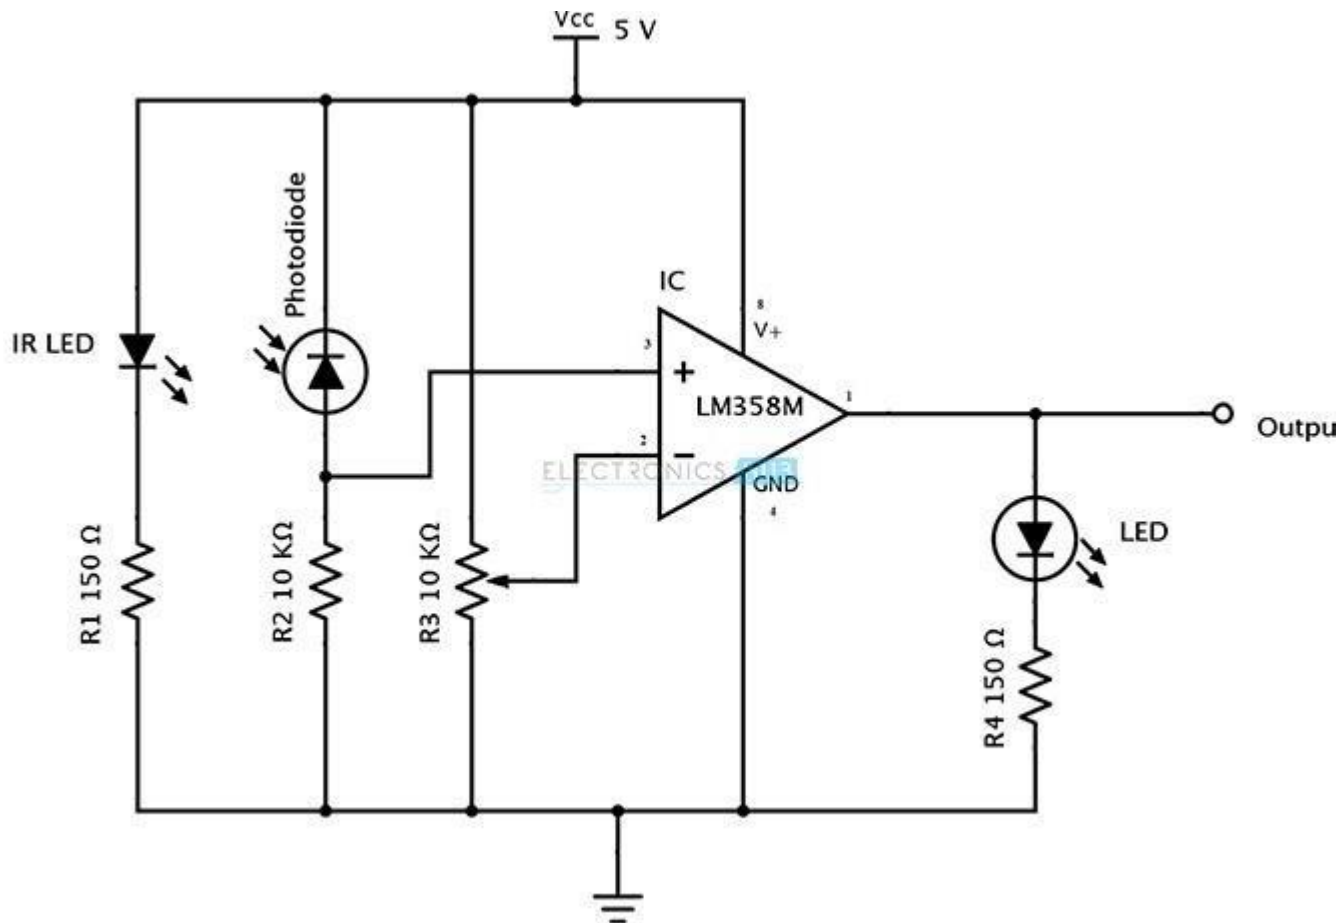 Vcc
5 V
Photodiode
IC
8
V+
IR LED
3
+
LM358M
1
2
−
Outpu
ELECTRONICS HUB
GND
4
LED
R1 150 Ω
R2 10 KΩ
R3 10 KΩ
R4 150 Ω